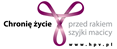 Chronię życie przed rakiem
szyjki macicy
www.hpv.pl